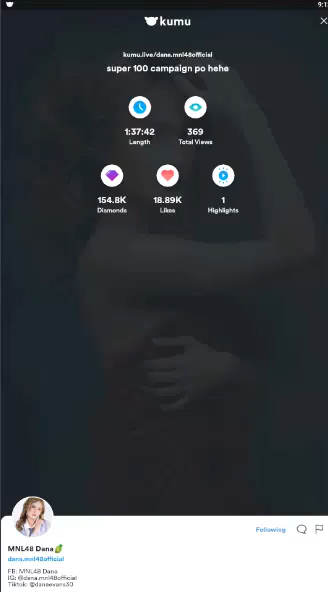 9:1
kumu
kumu.live/dana.mnl48official
super 100 campaign po hehe
1:37:42
Length
369
Total Views
154.8K
Diamonds
18.89K
Likes
1
Highlights
Following
MNL48 Dana
dana.mnl48official
FB: MNL48 Dana
IG: @dana.mnl48official
Tiktok: @danaevans30